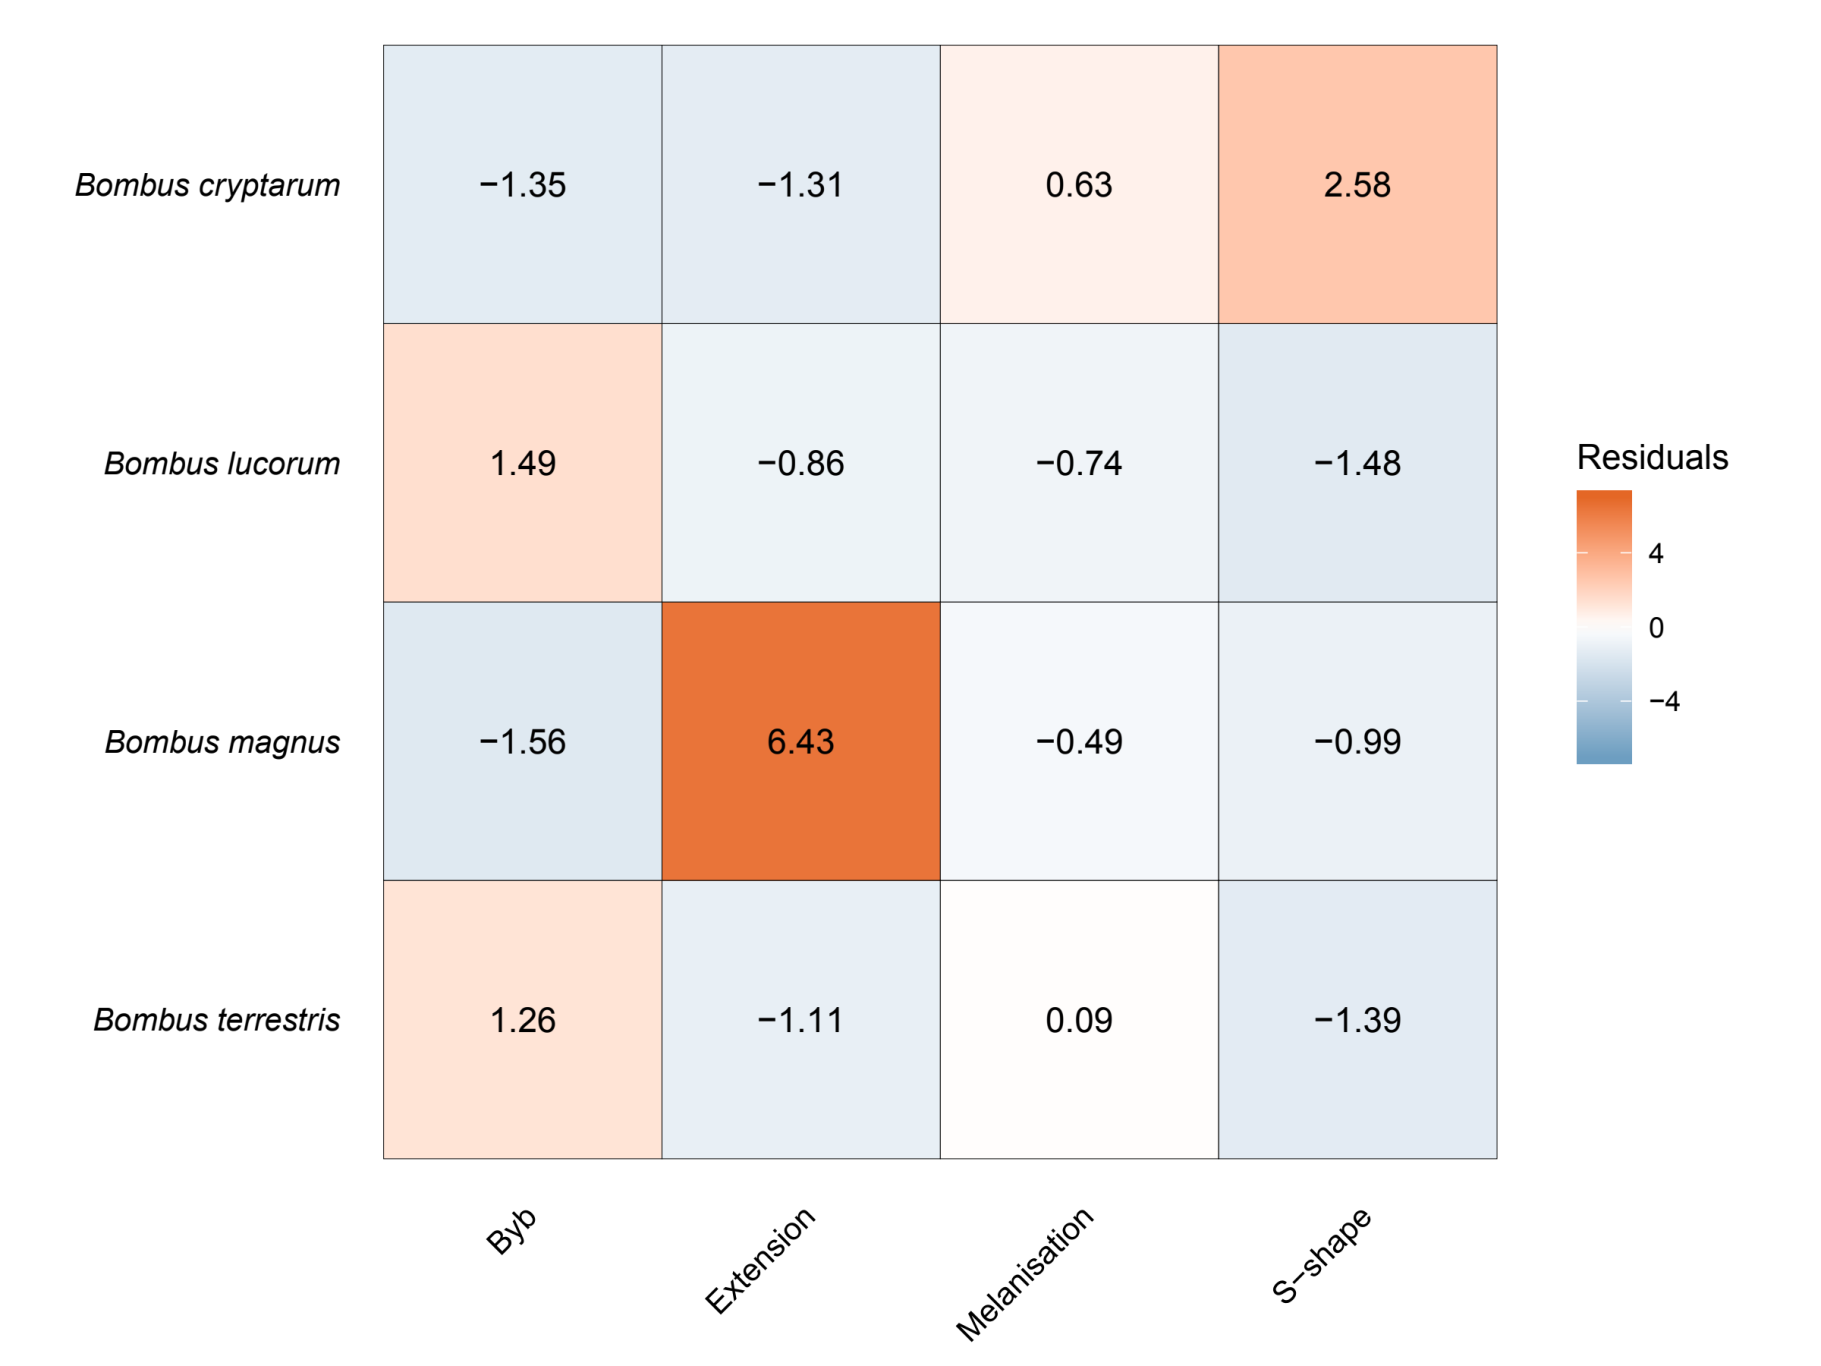 Bombus cryptarum
−1.35
−1.31
0.63
2.58
Bombus lucorum
1.49
−0.86
−0.74
−1.48
Bombus magnus
−1.56
6.43
−0.49
−0.99
Bombus terrestris
1.26
−1.11
0.09
−1.39
Byb
Extension
Melanisation
S−shape
Residuals
4
0
−4